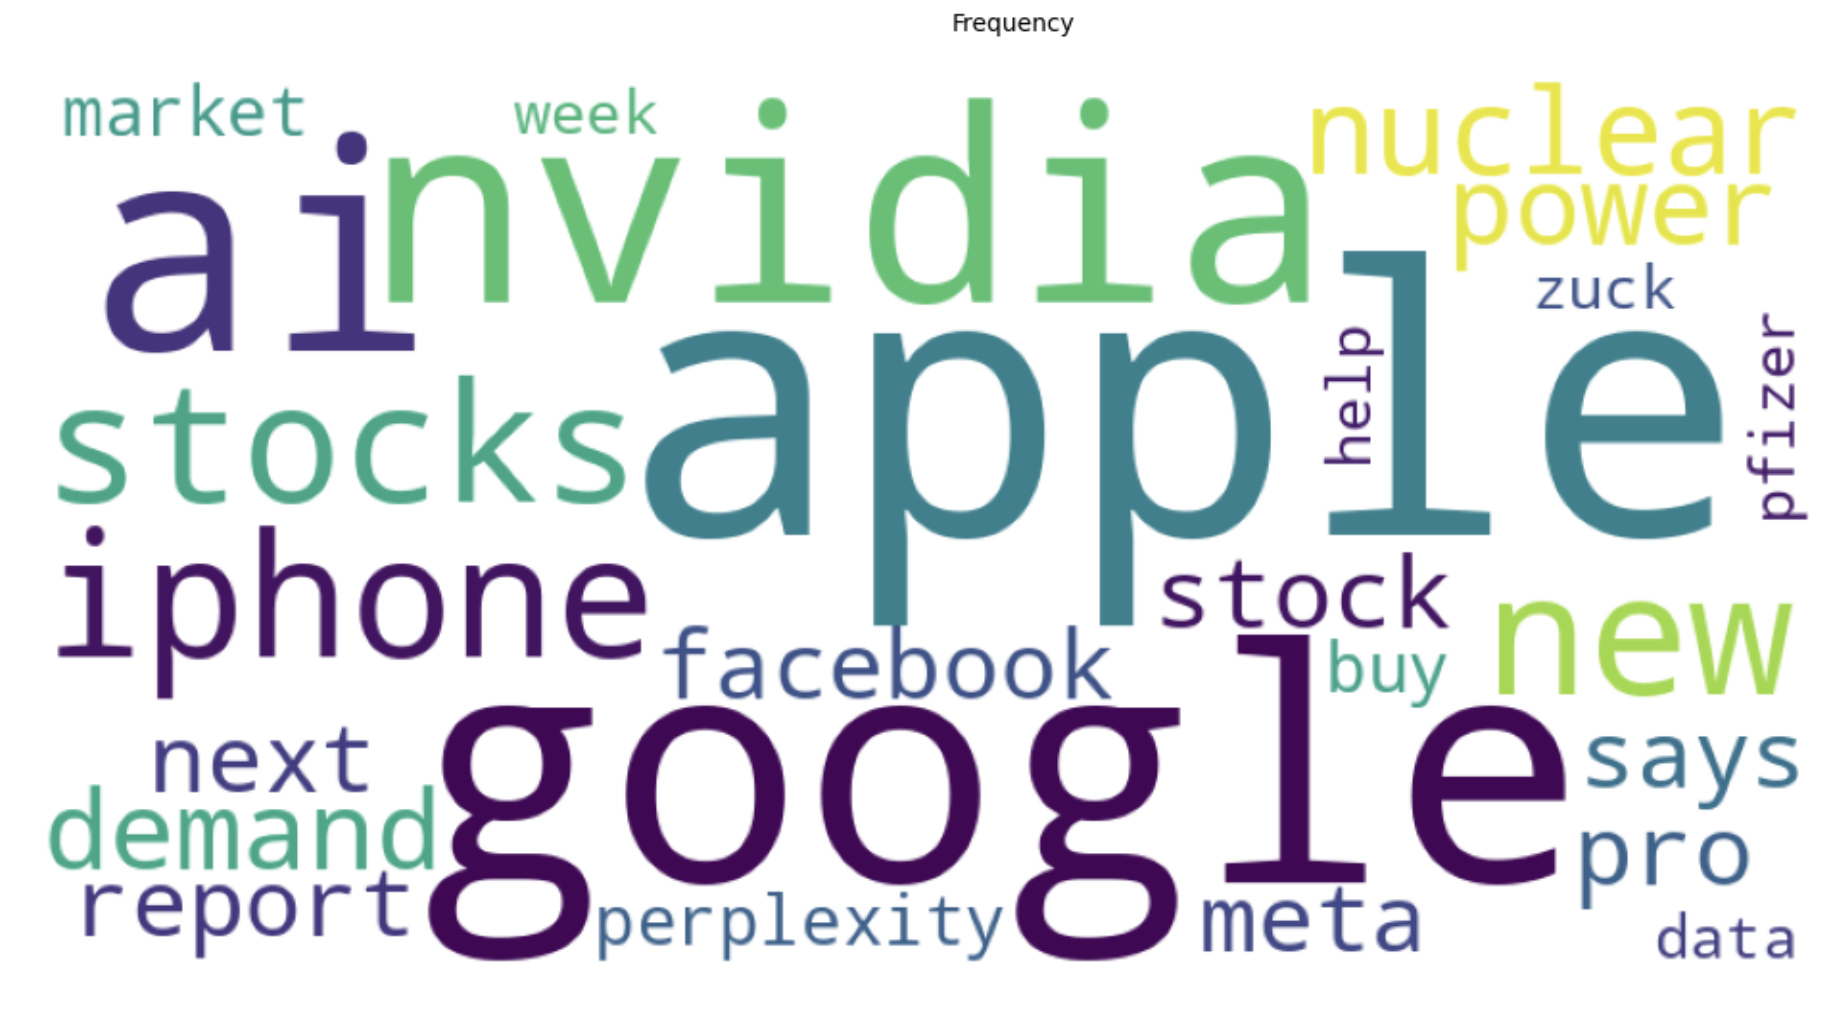 Frequency
market
week
nuclear
ai
nvidia
power
zuck
help
pfizer
stocks
apple
iphone
stock
new
facebook
buy
next
google
says
demand
pro
report
perplexity
meta
data